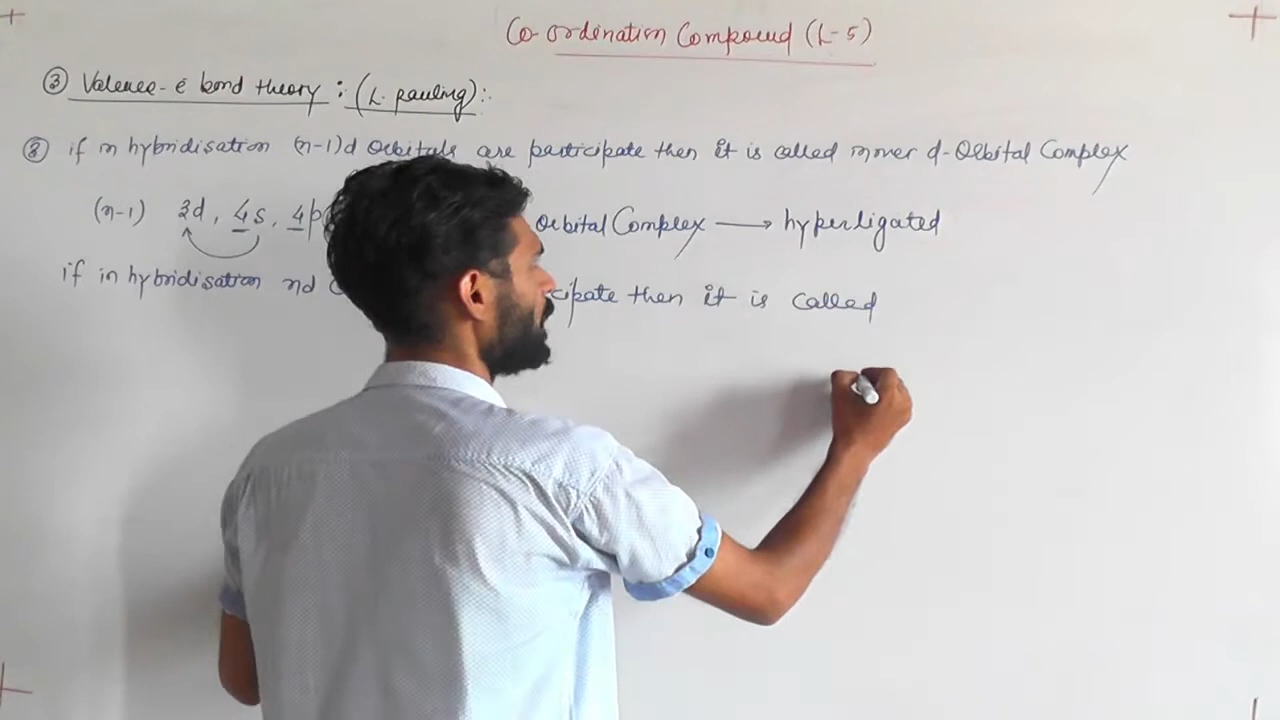 Co-ordination Compound (L-5)
③ Valence-e bond theory : (L. pauling):.
⑧ if in hybridisation (n-1)d Orbitals are participate then it is called inner d-Orbital Complex
(n-1) 3d, 4s, 4p Orbital Complex → hyperligated
if in hybridisation nd cipate then it is called